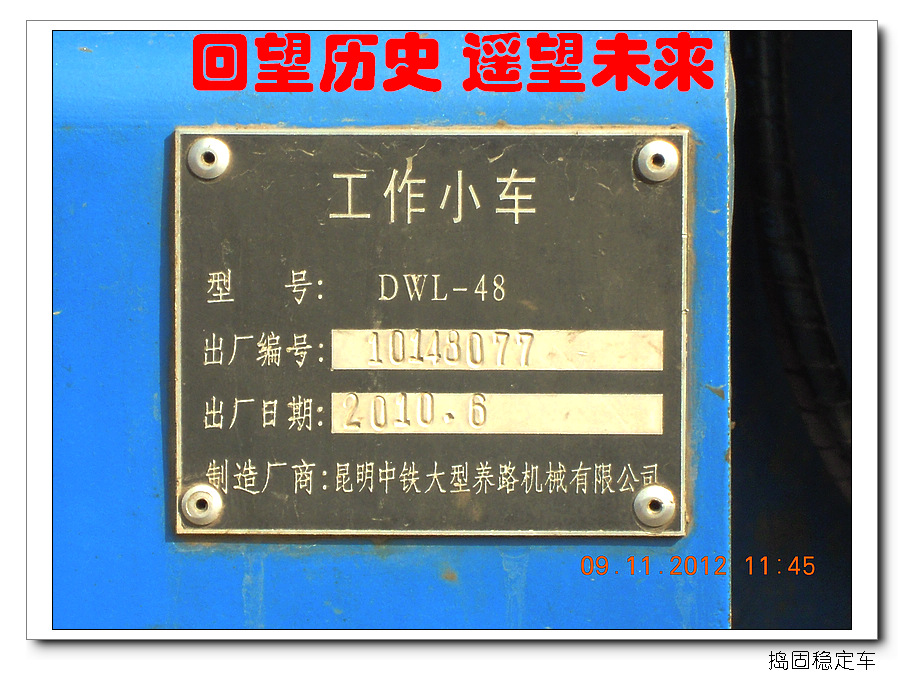 回望历史 遥望未来
工作小车
型 号: DWL-48
出厂编号: 10148077
出厂日期: 2010.6
制造厂商:昆明中铁大型养路机械有限公司
09.11.2012 11:45
捣固稳定车